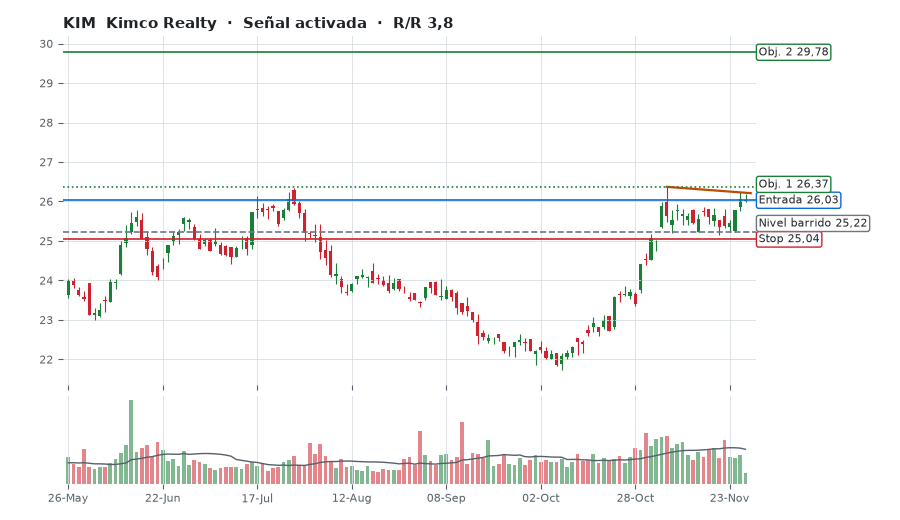 KIM Kimco Realty · Señal activada · R/R 3,8
30
29
28
27
26
25
24
23
22
Obj. 2 29,78
Obj. 1 26,37
Entrada 26,03
Nivel barrido 25,22
Stop 25,04
26-May
22-Jun
17-Jul
12-Aug
08-Sep
02-Oct
28-Oct
23-Nov